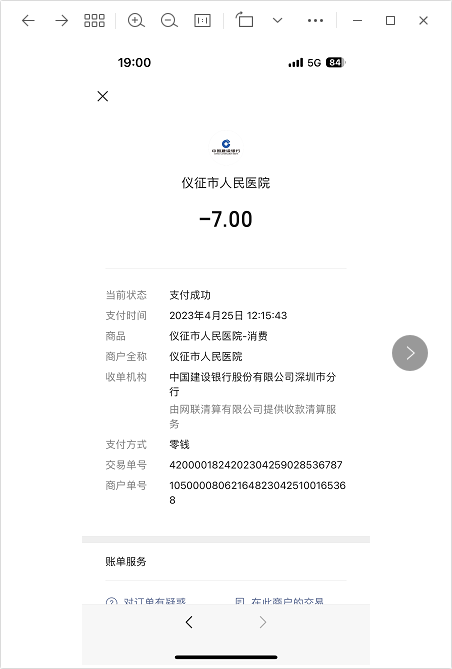 19:00
5G
84
中国建设银行
仪征市人民医院
-7.00
当前状态 支付成功
支付时间 2023年4月25日 12:15:43
商品 仪征市人民医院-消费
商户全称 仪征市人民医院
收单机构 中国建设银行股份有限公司深圳市分
行
由网联清算有限公司提供收款清算服
务
支付方式 零钱
交易单号 4200001824202304259028536787
商户单号 1050000806216482304251001 6536
8
账单服务
对订单有疑惑 在此商户的交易